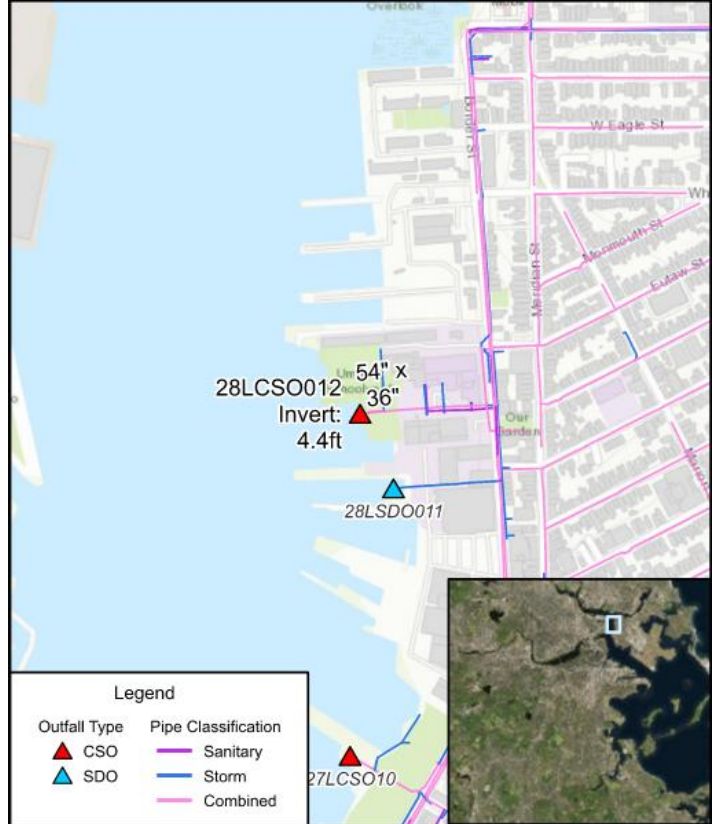 Overlook
Border St
W Eagle St
Monmouth St
Meridian St
Eutaw St
54" x
36"
28LCSO012
Invert:
4.4ft
Our
Garden
28LSDO011
27LCSO10
Legend
Outfall Type
Pipe Classification
CSO
Sanitary
SDO
Storm
Combined